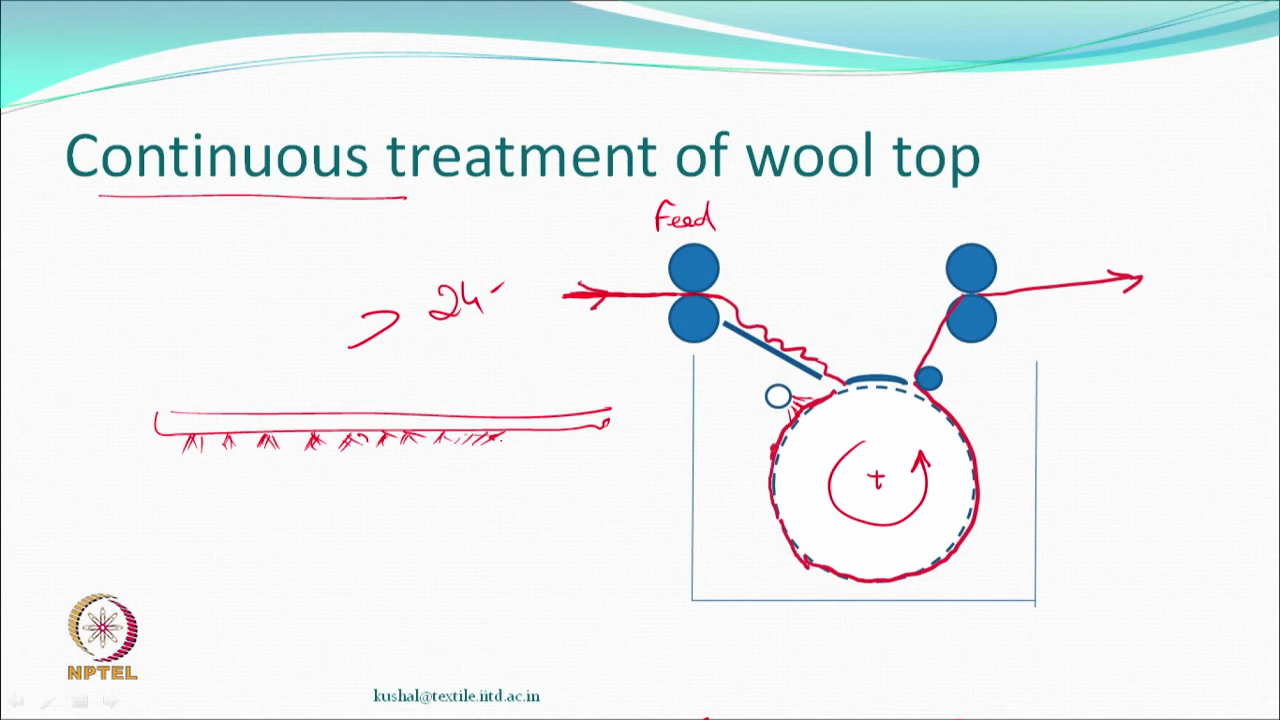 Continuous treatment of wool top
Feed
24
NPTEL
kushal@textile.iitd.ac.in